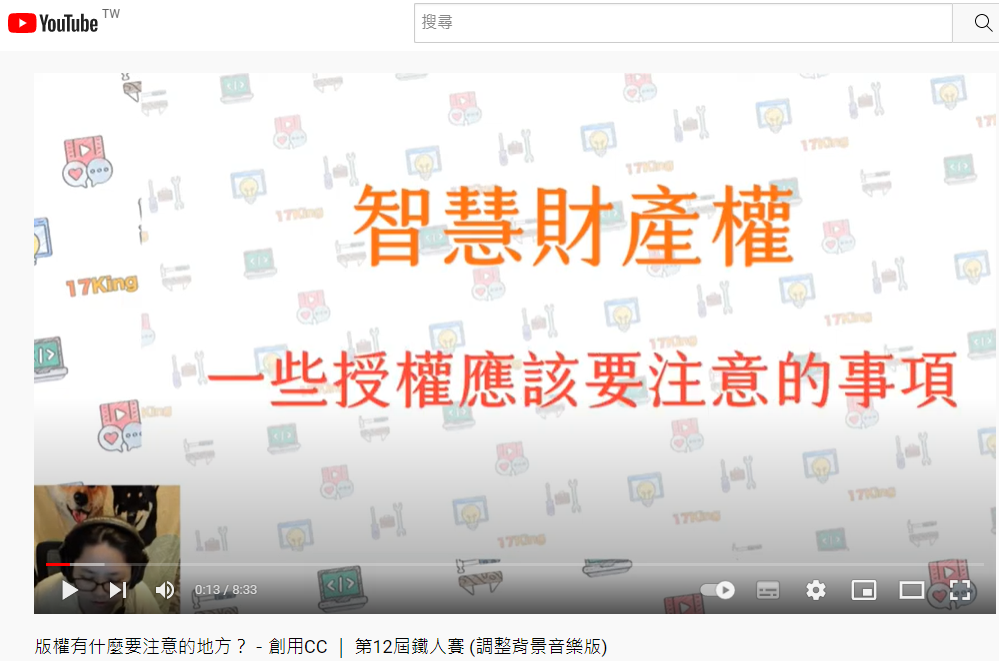 YouTube TW
搜尋
智慧財產權
17King
一些授權應該要注意的事項
0:13 / 8:33
版權有什麼要注意的地方？ - 創用CC ｜ 第12屆鐵人賽 (調整背景音樂版)